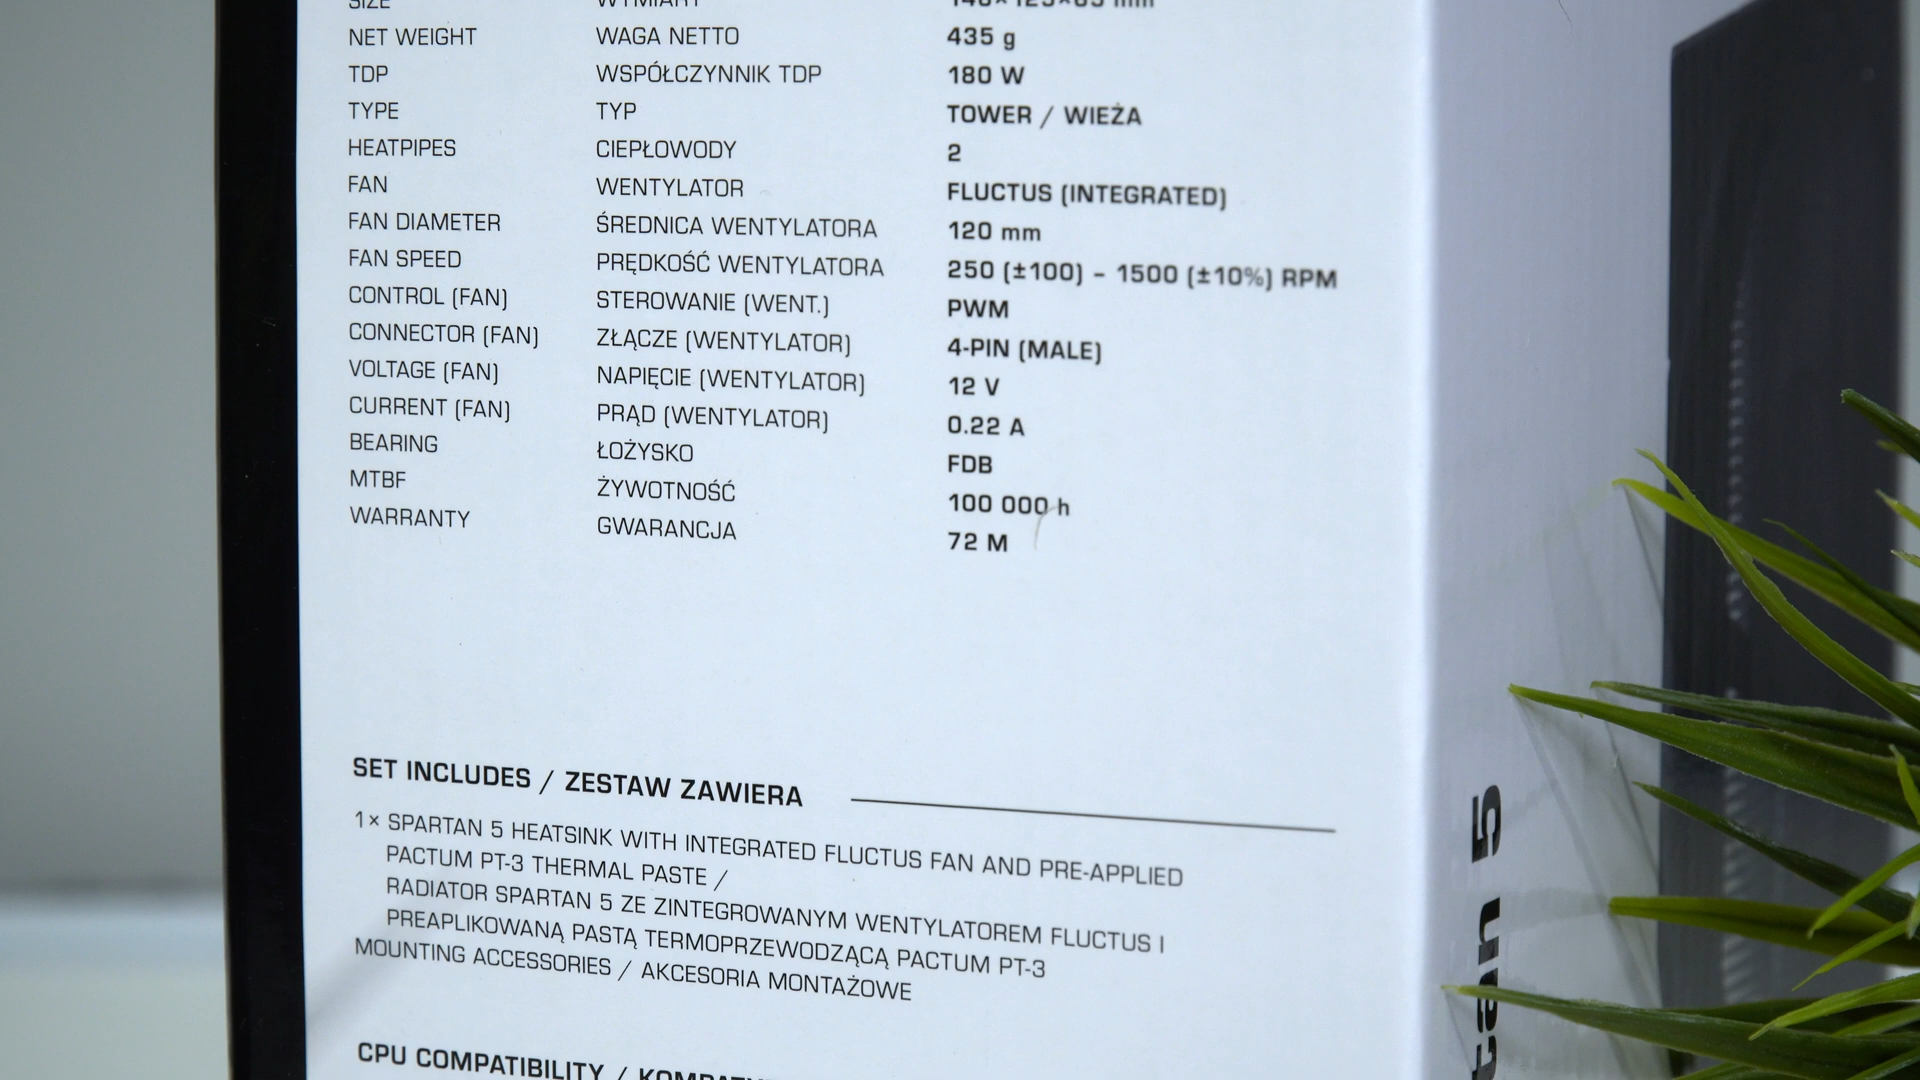 SIZE WYMIARY
NET WEIGHT WAGA NETTO 435 g
TDP WSPÓŁCZYNNIK TDP 180 W
TYPE TYP TOWER / WIEŻA
HEATPIPES CIEPŁOWODY 2
FAN WENTYLATOR FLUCTUS (INTEGRATED)
FAN DIAMETER ŚREDNICA WENTYLATORA 120 mm
FAN SPEED PRĘDKOŚĆ WENTYLATORA 250 (±100) – 1500 (±10%) RPM
CONTROL (FAN) STEROWANIE (WENT.) PWM
CONNECTOR (FAN) ZŁĄCZE (WENTYLATOR) 4-PIN (MALE)
VOLTAGE (FAN) NAPIĘCIE (WENTYLATOR) 12 V
CURRENT (FAN) PRĄD (WENTYLATOR) 0.22 A
BEARING ŁOŻYSKO FDB
MTBF ŻYWOTNOŚĆ 100 000 h
WARRANTY GWARANCJA 72 M
SET INCLUDES / ZESTAW ZAWIERA
1× SPARTAN 5 HEATSINK WITH INTEGRATED FLUCTUS FAN AND PRE-APPLIED
PACTUM PT-3 THERMAL PASTE /
RADIATOR SPARTAN 5 ZE ZINTEGROWANYM WENTYLATOREM FLUCTUS I
PREAPLIKOWANĄ PASTĄ TERMOPRZEWODZĄCĄ PACTUM PT-3
MOUNTING ACCESSORIES / AKCESORIA MONTAŻOWE
CPU COMPATIBILITY /
tan 5